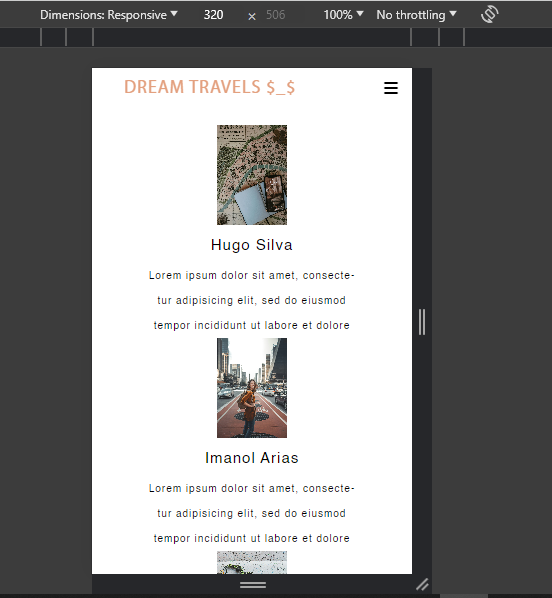 Dimensions: Responsive 320 × 506 100% No throttling
DREAM TRAVELS $_$
Hugo Silva
Lorem ipsum dolor sit amet, consecte-
tur adipisicing elit, sed do eiusmod
tempor incididunt ut labore et dolore
Imanol Arias
Lorem ipsum dolor sit amet, consecte-
tur adipisicing elit, sed do eiusmod
tempor incididunt ut labore et dolore